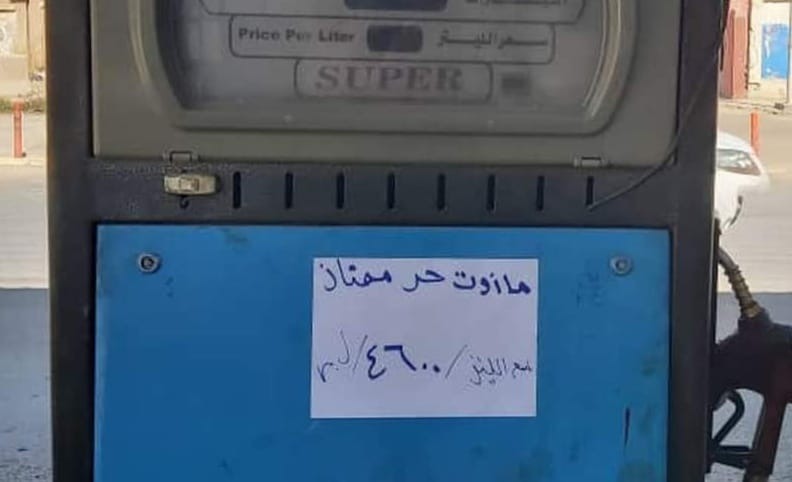 Price Per Liter سعر الليتر
SUPER
مازوت حر ممتاز
سعر الليتر /٤٦٠٠/ ل.س